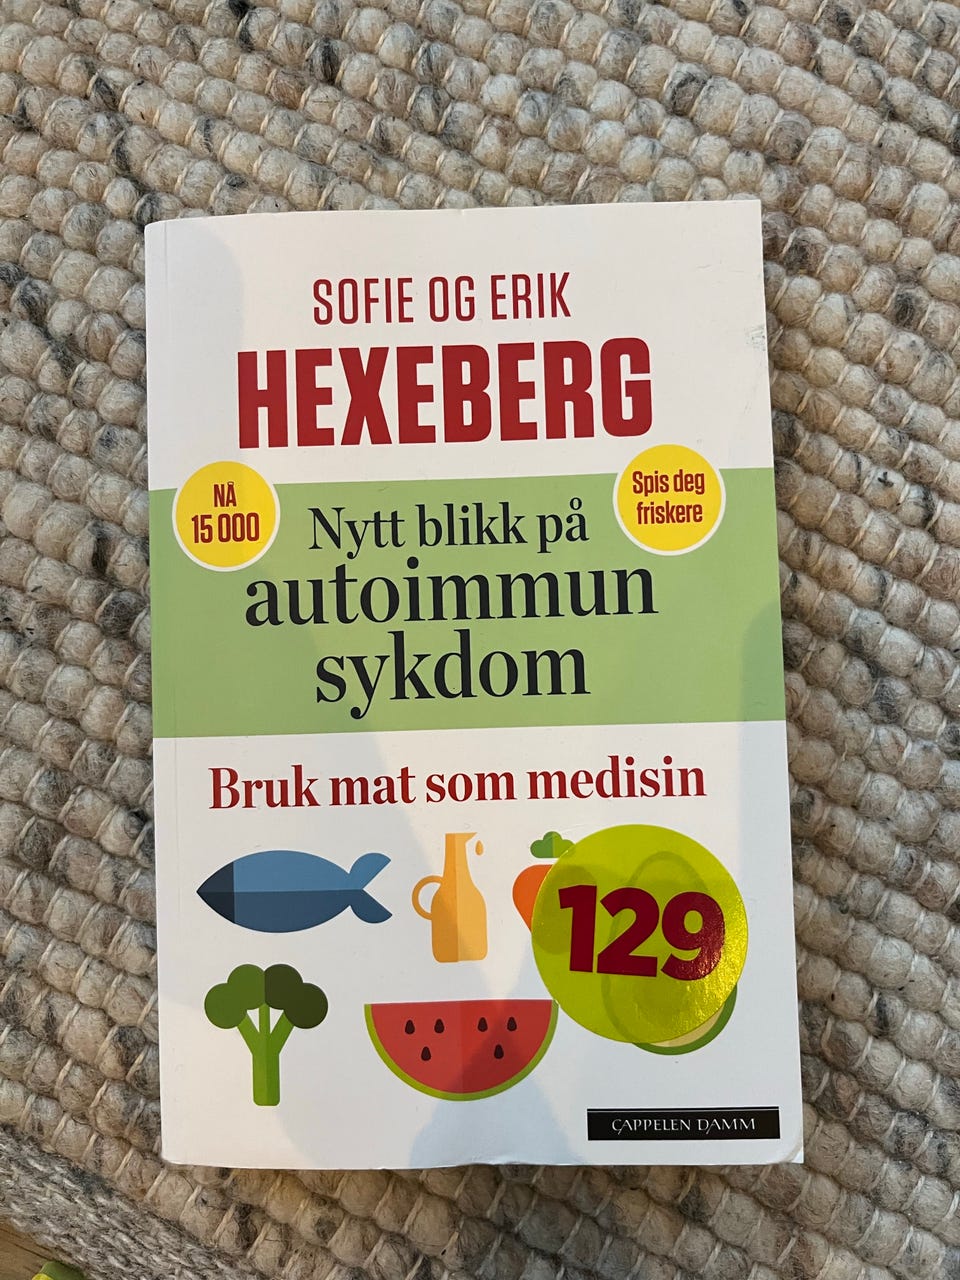 SOFIE OG ERIK
HEXEBERG
NÅ
15 000
Spis deg
friskere
Nytt blikk på
autoimmun
sykdom
Bruk mat som medisin
129
CAPPELEN DAMM